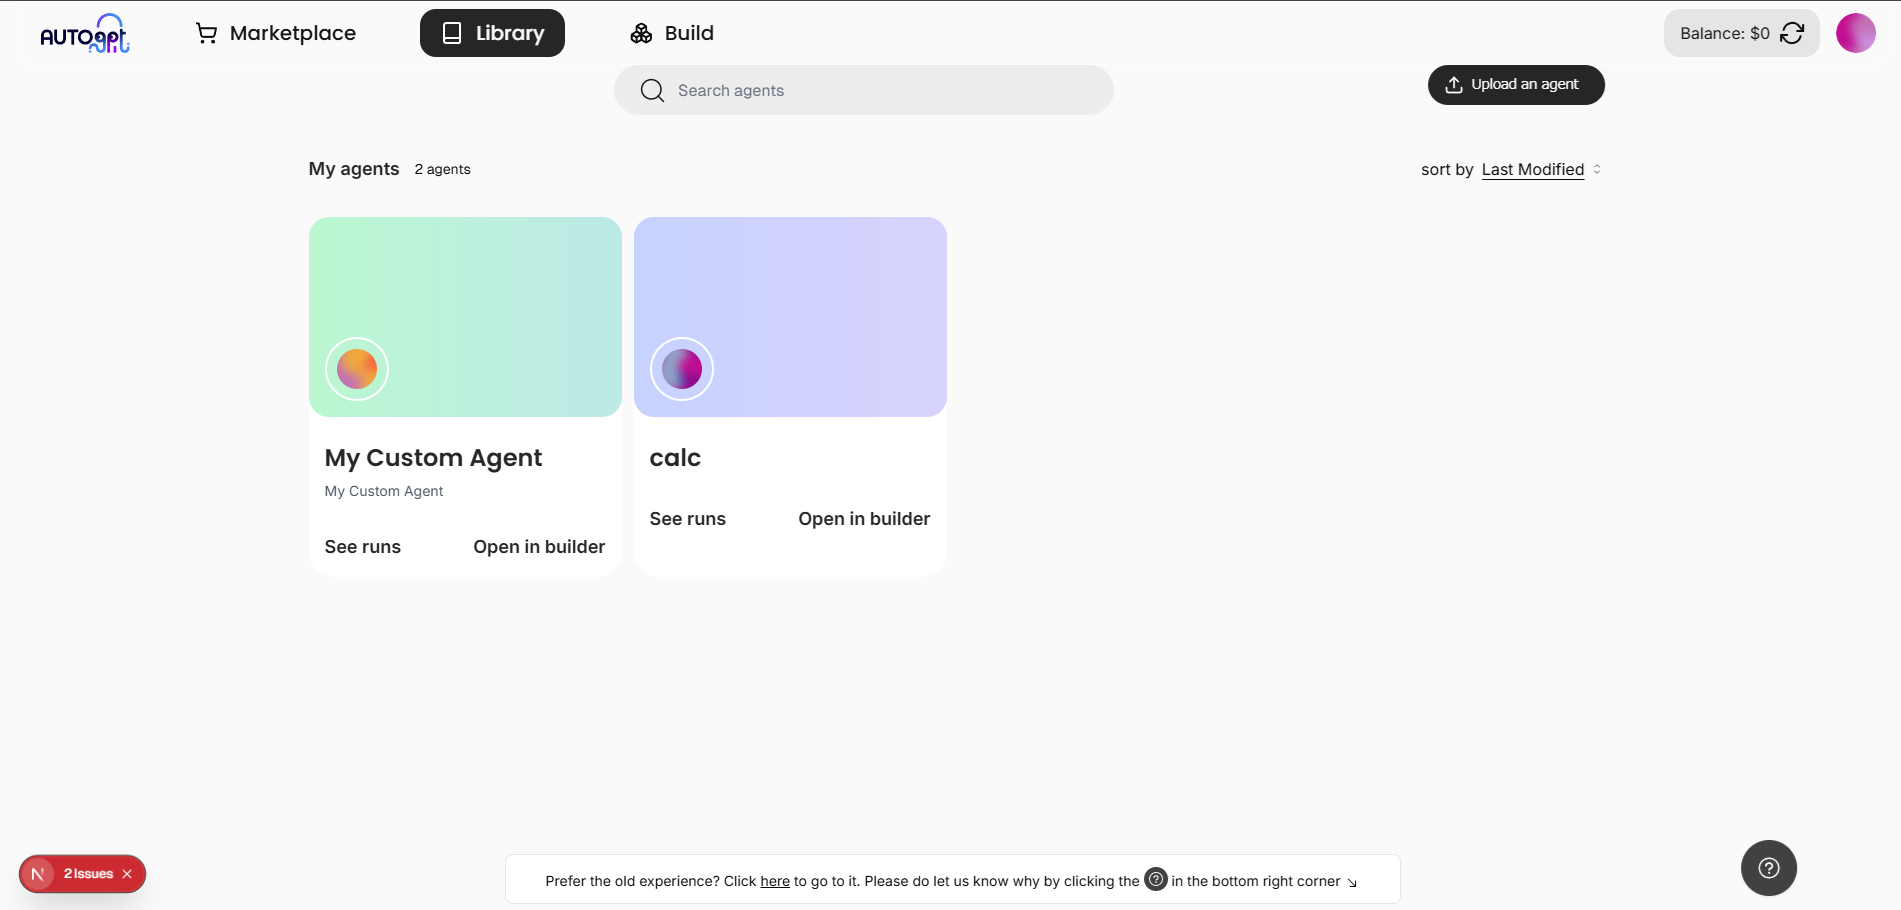 AUTOgpt
Marketplace
Library
Build
Balance: $0
Search agents
Upload an agent
My agents
2 agents
sort by Last Modified
My Custom Agent
My Custom Agent
See runs
Open in builder
calc
See runs
Open in builder
N 2 Issues
Prefer the old experience? Click here to go to it. Please do let us know why by clicking the ? in the bottom right corner
?